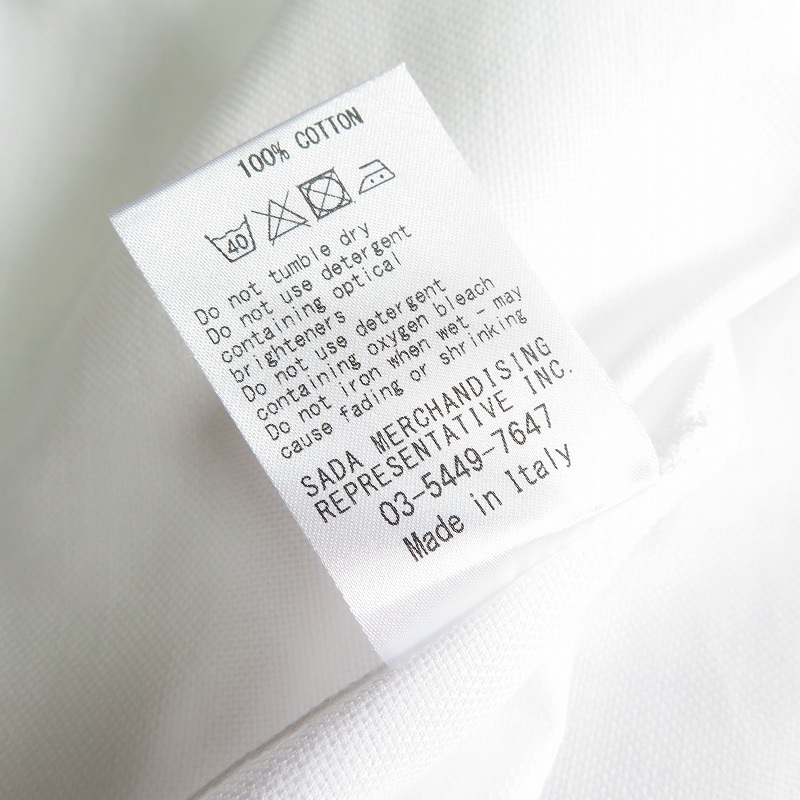 100% COTTON
40
Do not tumble dry
Do not use detergent
containing optical
brighteners
Do not use detergent
containing oxygen bleach
Do not iron when wet - may
cause fading or shrinking
SADA MERCHANDISING
REPRESENTATIVE INC.
03-5449-7647
Made in Italy